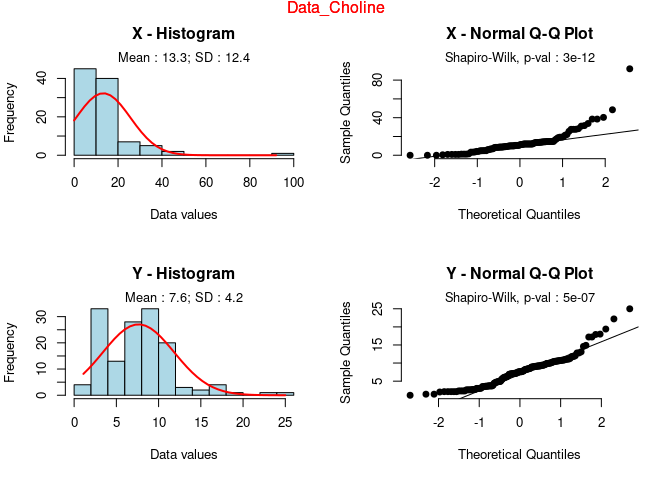 Data_Choline
X - Histogram
Mean : 13.3; SD : 12.4
Frequency
0 20 40
0 20 40 60 80 100
Data values
X - Normal Q-Q Plot
Shapiro-Wilk, p-val : 3e-12
Sample Quantiles
0 40 80
-2 -1 0 1 2
Theoretical Quantiles
Y - Histogram
Mean : 7.6; SD : 4.2
Frequency
0 10 20 30
0 5 10 15 20 25
Data values
Y - Normal Q-Q Plot
Shapiro-Wilk, p-val : 5e-07
Sample Quantiles
5 15 25
-2 -1 0 1 2
Theoretical Quantiles